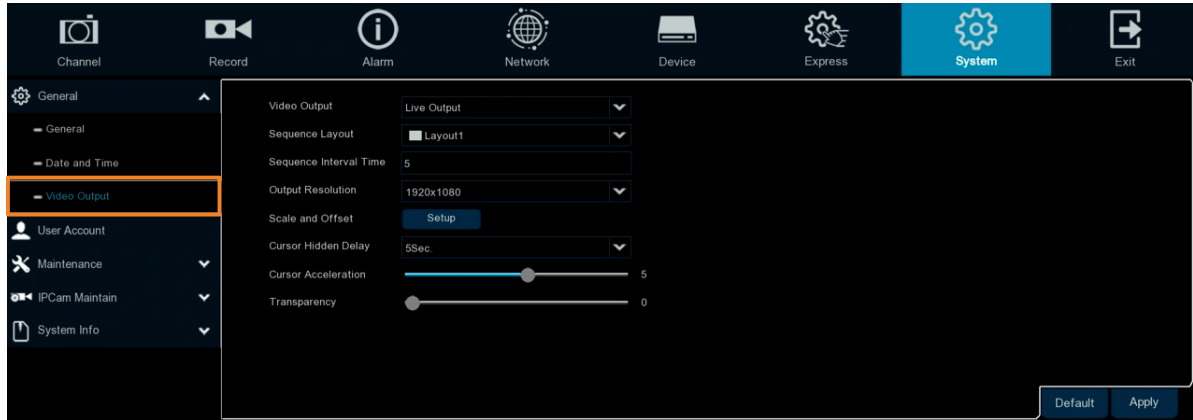 Channel
Record
Alarm
Network
Device
Express
System
Exit
General
General
Date and Time
Video Output
User Account
Maintenance
IPCam Maintain
System Info
Video Output Live Output
Sequence Layout Layout1
Sequence Interval Time 5
Output Resolution 1920x1080
Scale and Offset Setup
Cursor Hidden Delay 5Sec.
Cursor Acceleration 5
Transparency 0
Default Apply